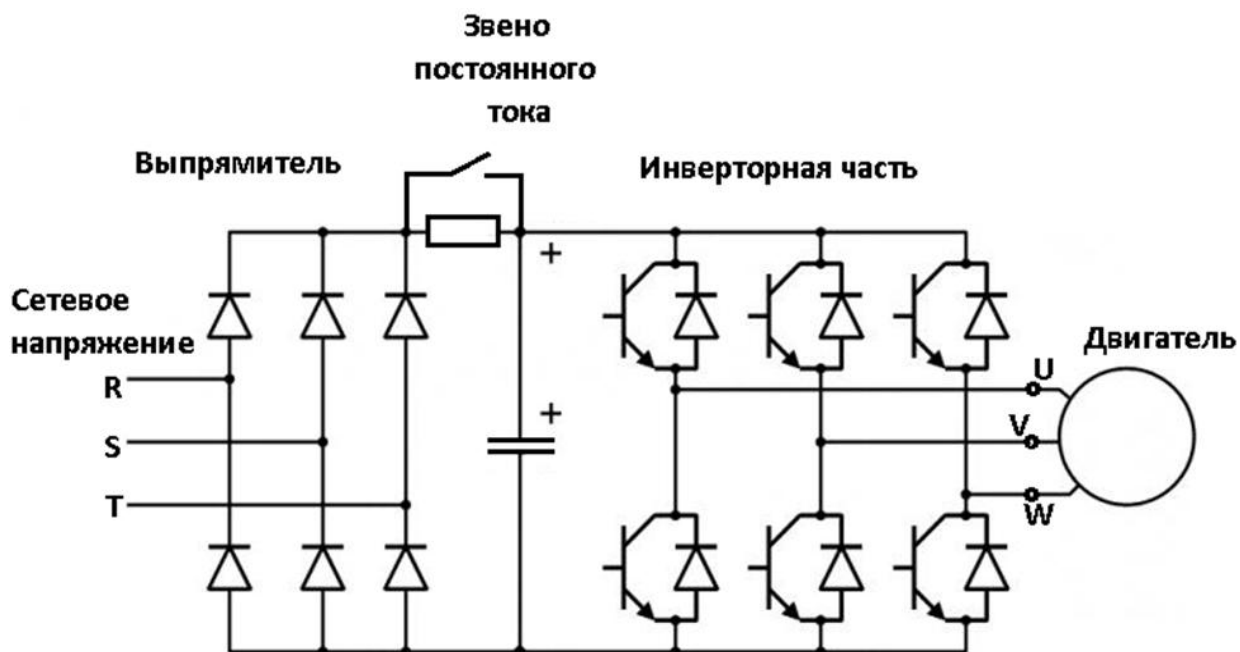 Звено
постоянного
тока
Выпрямитель
Инверторная часть
Сетевое
напряжение
R
S
T
+
+
Двигатель
U
V
W